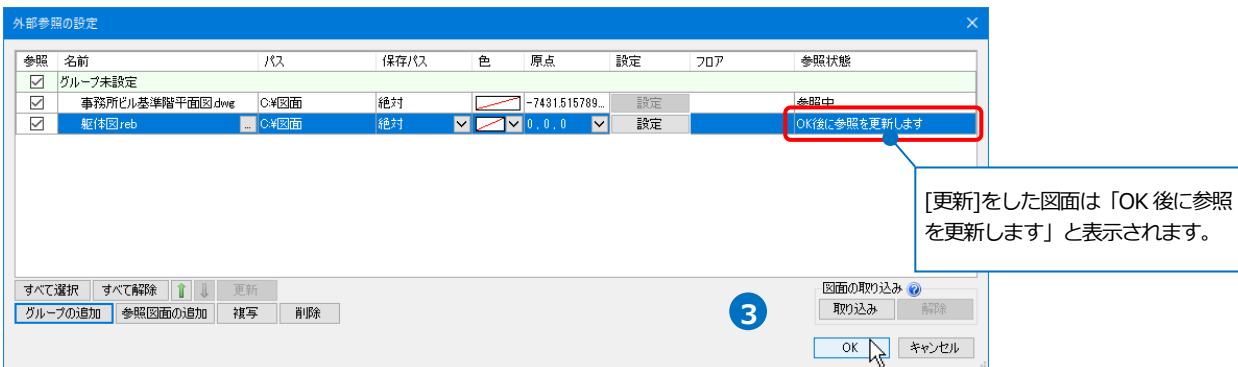 外部参照の設定
参照 名前 パス 保存パス 色 原点 設定 フロア 参照状態
グループ未設定
事務所ビル基準階平面図.dwg C:¥図面 絶対 -7431.515789... 設定 参照中
躯体図.reb ... C:¥図面 絶対 0, 0, 0 設定 OK後に参照を更新します
[更新]をした図面は「OK 後に参照
を更新します」と表示されます。
すべて選択 すべて解除 更新 図面の取り込み
グループの追加 参照図面の追加 複写 削除 3 取り込み 解除
OK キャンセル